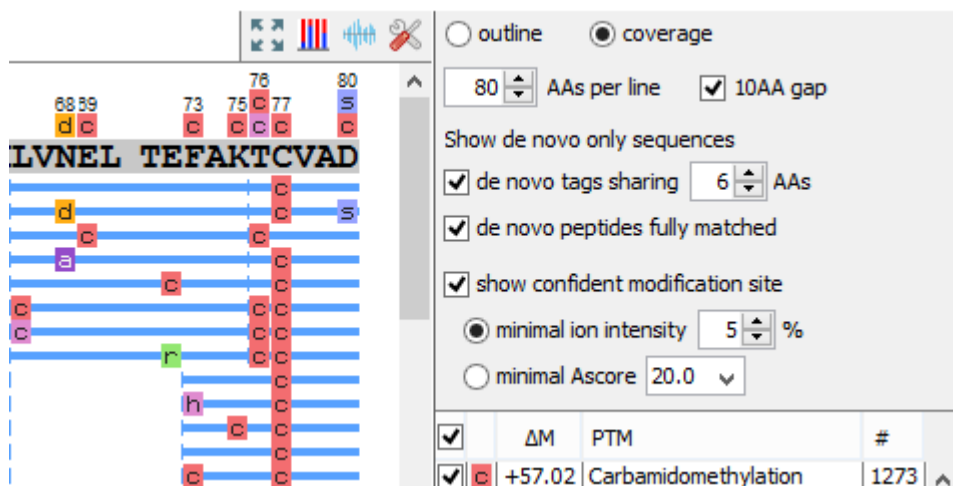 76 80
c s
68 69 73 75 77
d c c c c c c
LVNEL TEFAKTCVAD
c
d c s
c c
a c
c c
c c c
c c c
r c c
c
h c
c c
c
c c
outline coverage
80 AAs per line 10AA gap
Show de novo only sequences
de novo tags sharing 6 AAs
de novo peptides fully matched
show confident modification site
minimal ion intensity 5 %
minimal Ascore 20.0
ΔM PTM #
c +57.02 Carbamidomethylation 1273